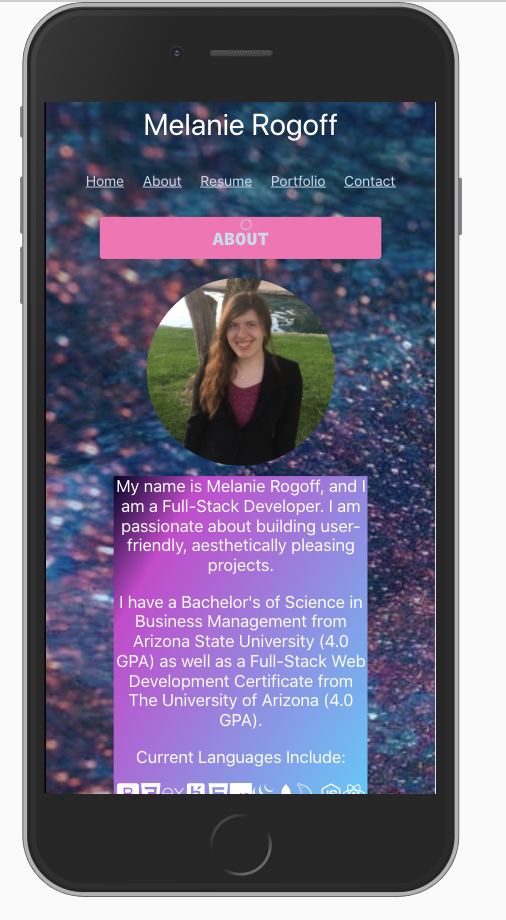 Melanie Rogoff
Home About Resume Portfolio Contact
ABOUT
My name is Melanie Rogoff, and I
am a Full-Stack Developer. I am
passionate about building user-
friendly, aesthetically pleasing
projects.
I have a Bachelor's of Science in
Business Management from
Arizona State University (4.0
GPA) as well as a Full-Stack Web
Development Certificate from
The University of Arizona (4.0
GPA).
Current Languages Include: